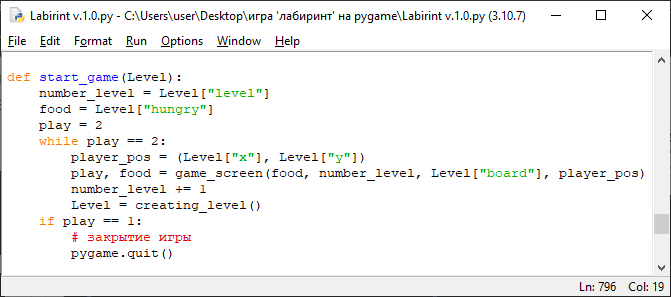 Labirint v.1.0.py - C:\Users\user\Desktop\игра 'лабиринт' на pygame\Labirint v.1.0.py (3.10.7)
File Edit Format Run Options Window Help
def start_game(Level):
    number_level = Level["level"]
    food = Level["hungry"]
    play = 2
    while play == 2:
        player_pos = (Level["x"], Level["y"])
        play, food = game_screen(food, number_level, Level["board"], player_pos)
        number_level += 1
        Level = creating_level()
    if play == 1:
        # закрытие игры
        pygame.quit()
Ln: 796 Col: 19